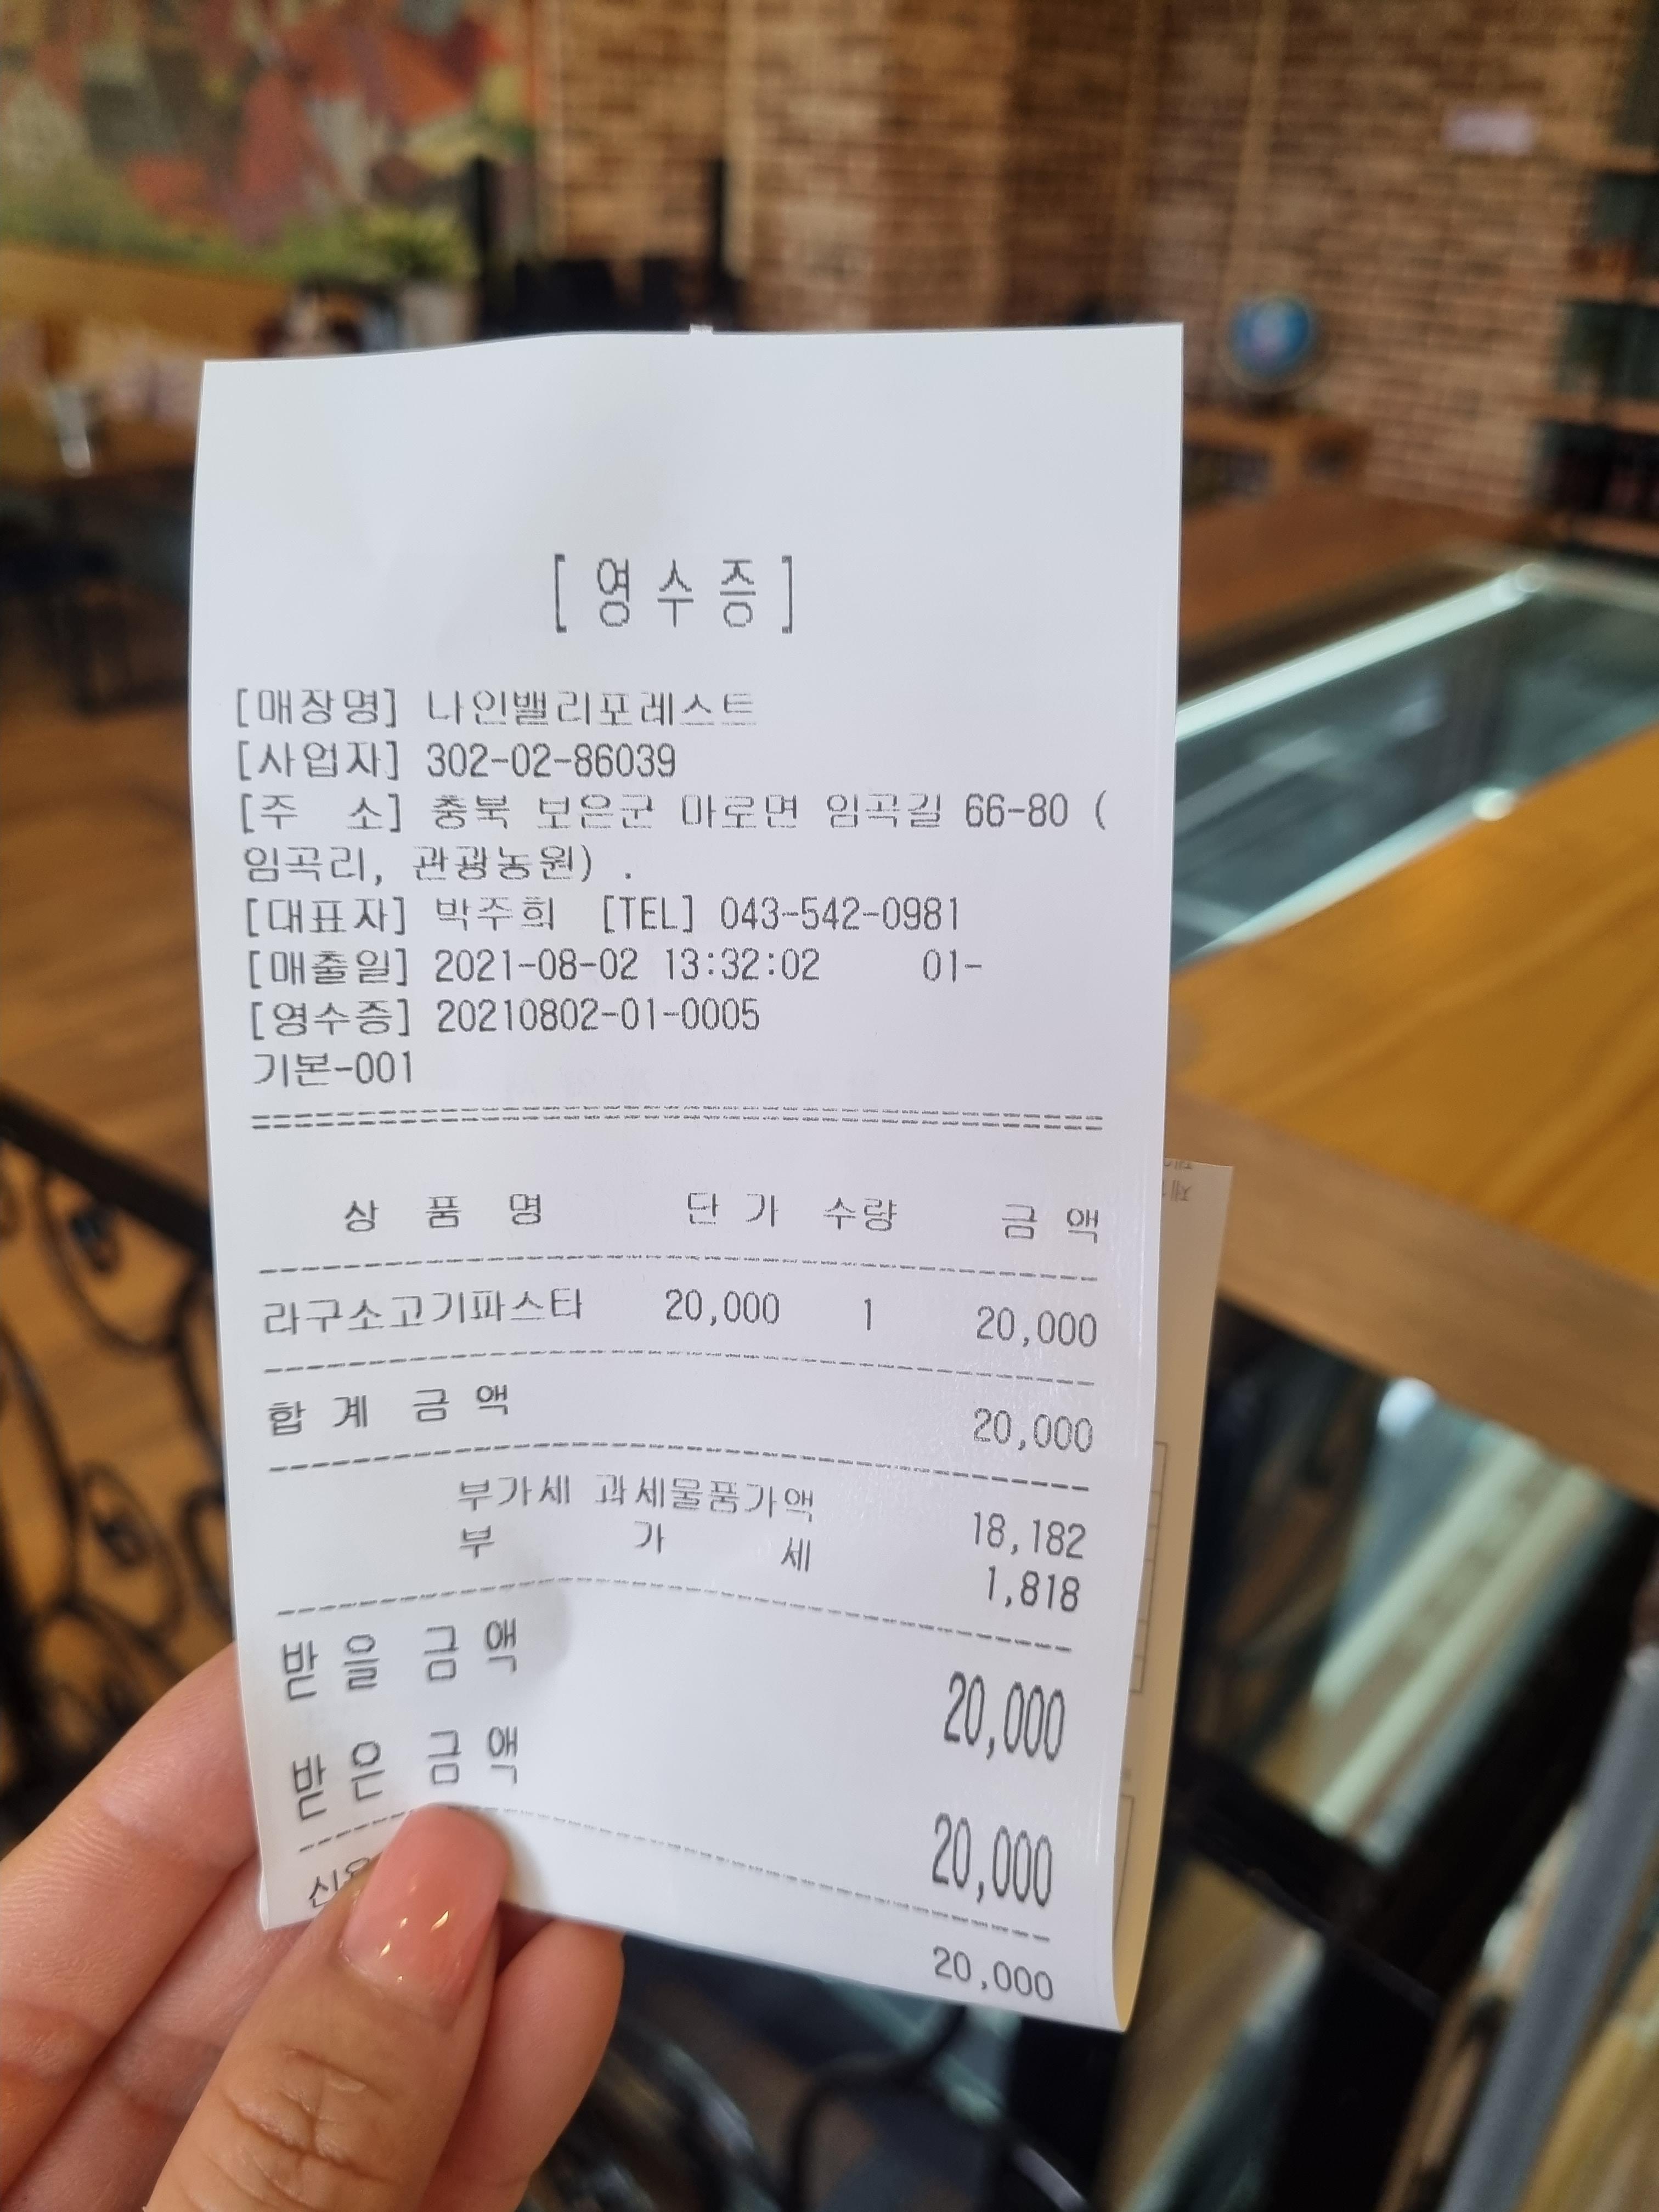 [영수증]
[매장명] 나인밸리포레스트
[사업자] 302-02-86039
[주 소] 충북 보은군 마로면 임곡길 66-80 (
임곡리, 관광농원) .
[대표자] 박주희 [TEL] 043-542-0981
[매출일] 2021-08-02 13:32:02 01-
[영수증] 20210802-01-0005
기본-001
상 품 명 단 가 수량 금 액
라구소고기파스타 20,000 1 20,000
합 계 금 액 20,000
부가세 과세물품가액 18,182
부 가 세 1,818
받 을 금 액 20,000
받 은 금 액 20,000
20,000